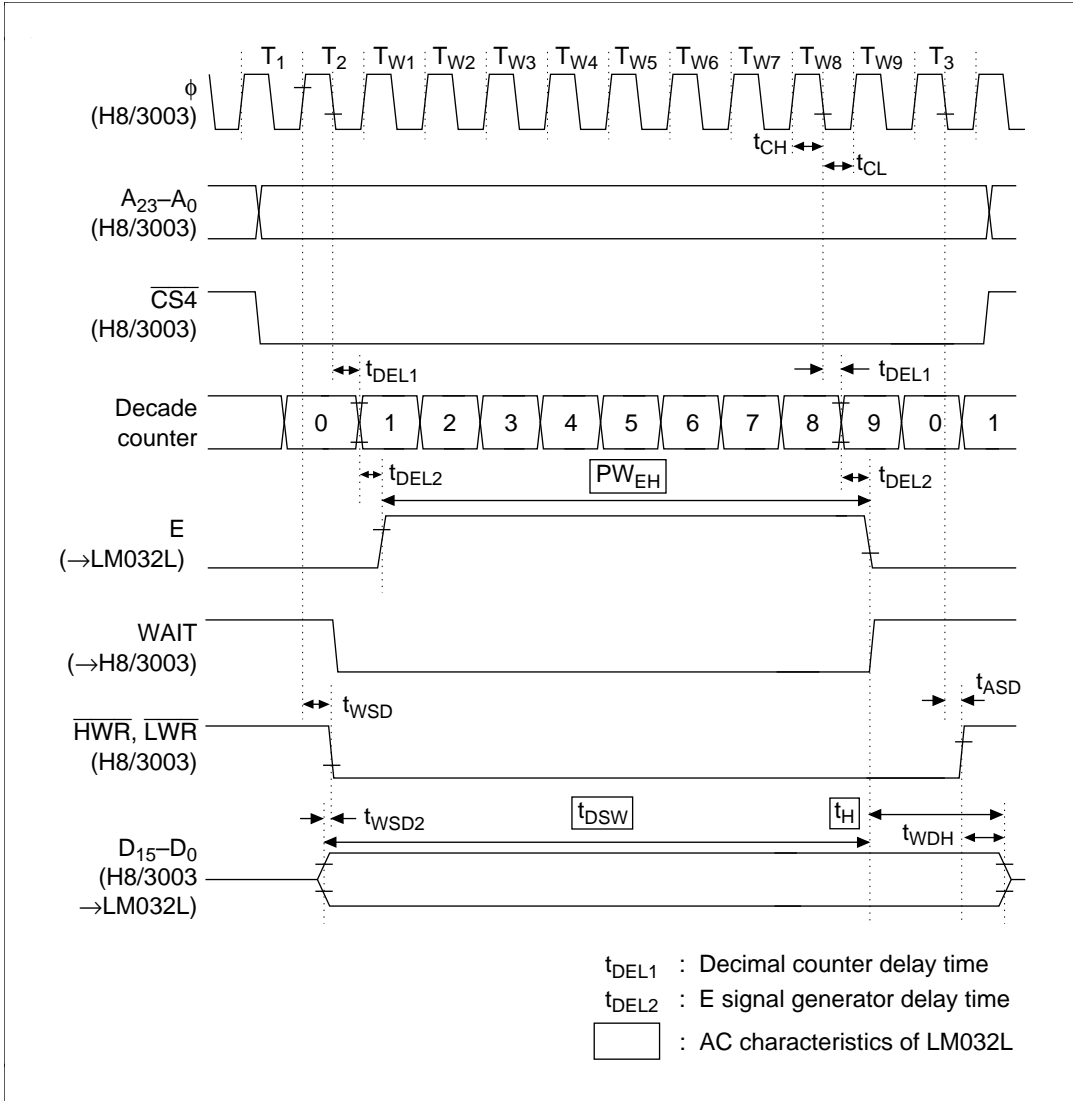 T1 T2 TW1 TW2 TW3 TW4 TW5 TW6 TW7 TW8 TW9 T3
ϕ
(H8/3003)
tCH
tCL
A23–A0
(H8/3003)
CS4
(H8/3003)
tDEL1 tDEL1
Decade
counter
0 1 2 3 4 5 6 7 8 9 0 1
tDEL2 PWEH tDEL2
E
(→LM032L)
WAIT
(→H8/3003)
tWSD tASD
HWR, LWR
(H8/3003)
tWSD2 tDSW tH
tWDH
D15–D0
(H8/3003
→LM032L)
tDEL1 : Decimal counter delay time
tDEL2 : E signal generator delay time
: AC characteristics of LM032L